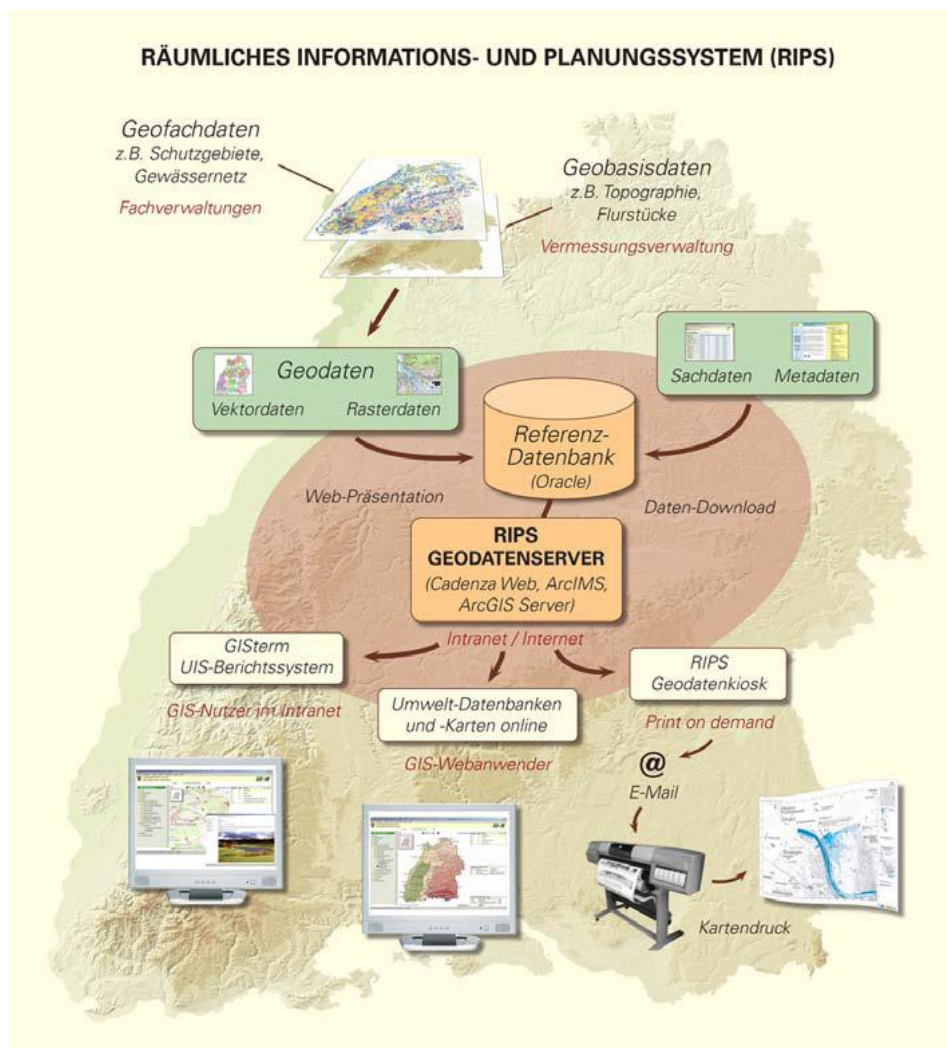 RÄUMLICHES INFORMATIONS- UND PLANUNGSSYSTEM (RIPS)
Geofachdaten
z.B. Schutzgebiete,
Gewässernetz
Fachverwaltungen
Geobasisdaten
z.B. Topographie,
Flurstücke
Vermessungsverwaltung
Geodaten
Vektordaten
Rasterdaten
Sachdaten
Metadaten
Referenz-
Datenbank
(Oracle)
Web-Präsentation
Daten-Download
RIPS
GEODATENSERVER
(Cadenza Web, ArcIMS,
ArcGIS Server)
Intranet / Internet
GISterm
UIS-Berichtssystem
GIS-Nutzer im Intranet
Umwelt-Datenbanken
und -Karten online
GIS-Webanwender
RIPS
Geodatenkiosk
Print on demand
@
E-Mail
Kartendruck